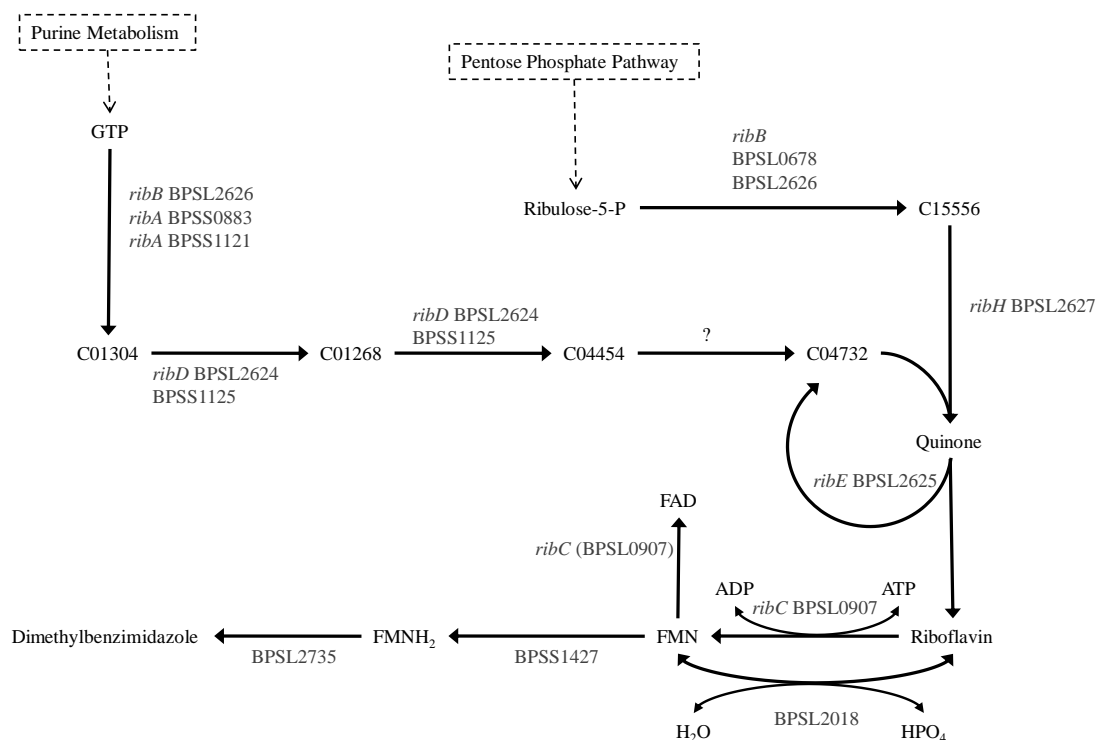 Purine Metabolism
Pentose Phosphate Pathway
GTP
ribB
BPSL0678
BPSL2626
ribB BPSL2626
ribA BPSS0883
ribA BPSS1121
Ribulose-5-P
C15556
ribH BPSL2627
ribD BPSL2624
BPSS1125
?
C01304
C01268
C04454
C04732
ribD BPSL2624
BPSS1125
Quinone
ribE BPSL2625
FAD
ribC (BPSL0907)
ADP
ATP
ribC BPSL0907
Dimethylbenzimidazole
FMNH2
FMN
Riboflavin
BPSL2735
BPSS1427
BPSL2018
H2O
HPO4